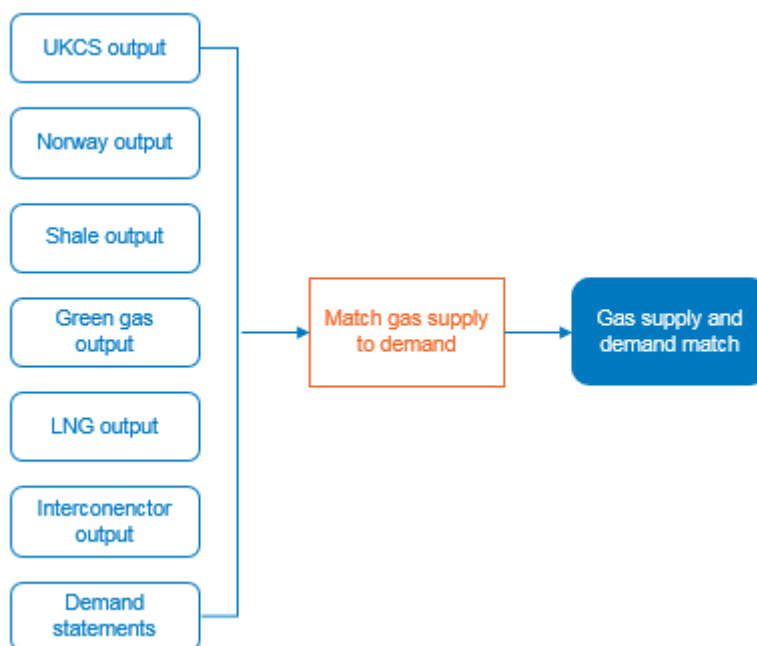 UKCS output
Norway output
Shale output
Green gas
output
LNG output
Interconenctor
output
Demand
statements
Match gas supply
to demand
Gas supply and
demand match